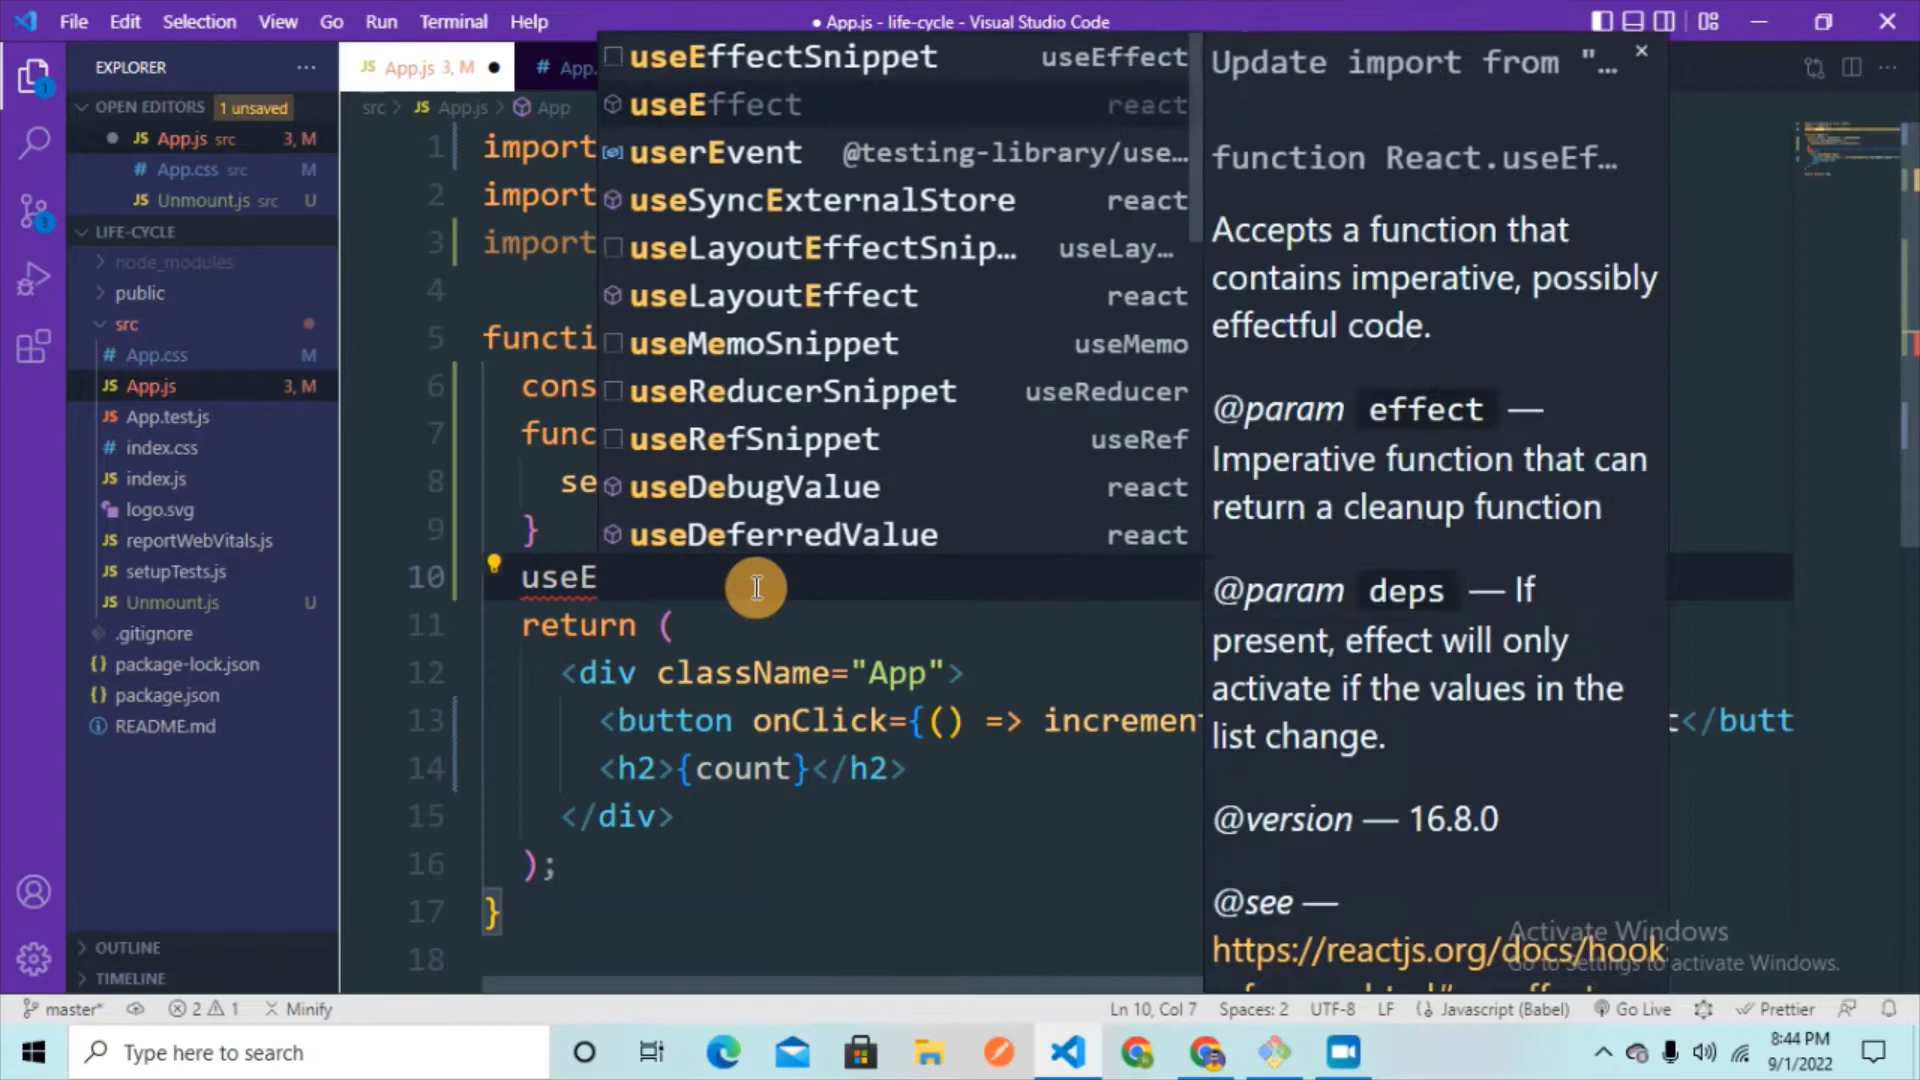 File Edit Selection View Go Run Terminal Help
● App.js - life-cycle - Visual Studio Code
EXPLORER ···
OPEN EDITORS 1 unsaved
JS App.js src 3, M
# App.css src M
JS Unmount.js src U
LIFE-CYCLE
node_modules
public
src
# App.css M
JS App.js 3, M
JS App.test.js
# index.css
JS index.js
logo.svg
JS reportWebVitals.js
JS setupTests.js
JS Unmount.js U
.gitignore
{} package-lock.json
{} package.json
README.md
OUTLINE
TIMELINE
JS App.js 3, M ●
# App.
src > JS App.js > App
1 import
2 import
3 import
4
5 functi
6 cons
7 func
8 se
9 }
10 useE
11 return (
12 <div className="App">
13 <button onClick={() => increment t</butt
14 <h2>{count}</h2>
15 </div>
16 );
17 }
18
useEffectSnippet useEffect
useEffect react
userEvent @testing-library/use…
useSyncExternalStore react
useLayoutEffectSnip… useLay…
useLayoutEffect react
useMemoSnippet useMemo
useReducerSnippet useReducer
useRefSnippet useRef
useDebugValue react
useDeferredValue react
Update import from "…
function React.useEf…
Accepts a function that
contains imperative, possibly
effectful code.
@param effect —
Imperative function that can
return a cleanup function
@param deps — If
present, effect will only
activate if the values in the
list change.
@version — 16.8.0
@see —
https://reactjs.org/docs/hook
Activate Windows
Go to Settings to activate Windows.
master* 2 1 Minify
Ln 10, Col 7 Spaces: 2 UTF-8 LF Javascript (Babel) Go Live Prettier
Type here to search
8:44 PM
9/1/2022